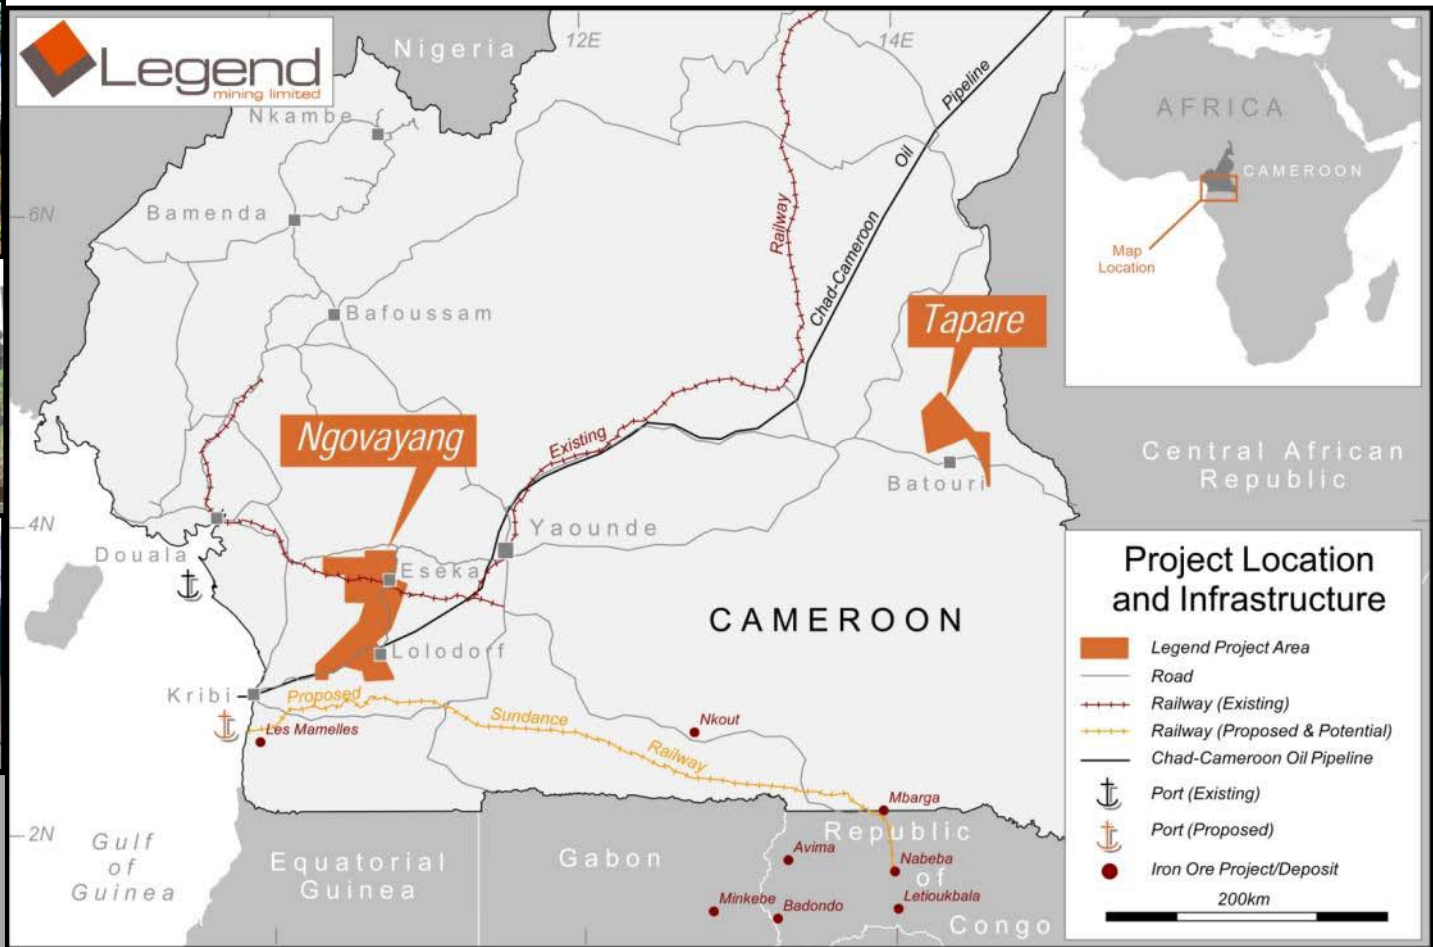 Legend
mining limited
Nigeria
12E
14E
Nkambe
Bamenda
6N
Bafoussam
Railway
Chad-Cameroon
Oil
Pipeline
AFRICA
CAMEROON
Map
Location
Tapare
Ngovayang
Existing
Batouri
Central African
Republic
4N
Yaounde
Douala
Eseka
CAMEROON
Lolodorf
Kribi
Proposed
Sundance
Railway
Les Mamelles
Nkout
Mbarga
2N
Gulf
of
Guinea
Equatorial
Guinea
Gabon
Republic
of
Congo
Avima
Nabeba
Letioukbala
Minkebe
Badondo
Project Location
and Infrastructure
Legend Project Area
Road
Railway (Existing)
Railway (Proposed & Potential)
Chad-Cameroon Oil Pipeline
Port (Existing)
Port (Proposed)
Iron Ore Project/Deposit
200km